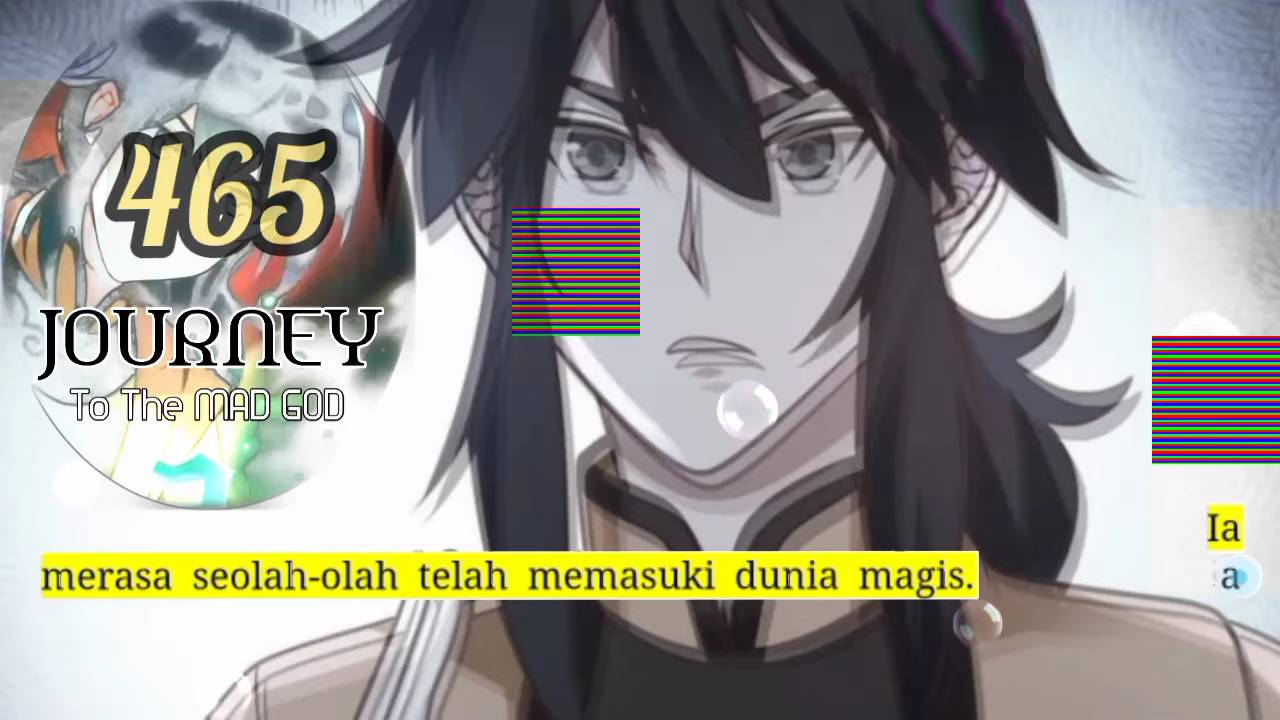 465
JOURNEY
To The MAD GOD
Ia
merasa seolah-olah telah memasuki dunia magis.
a